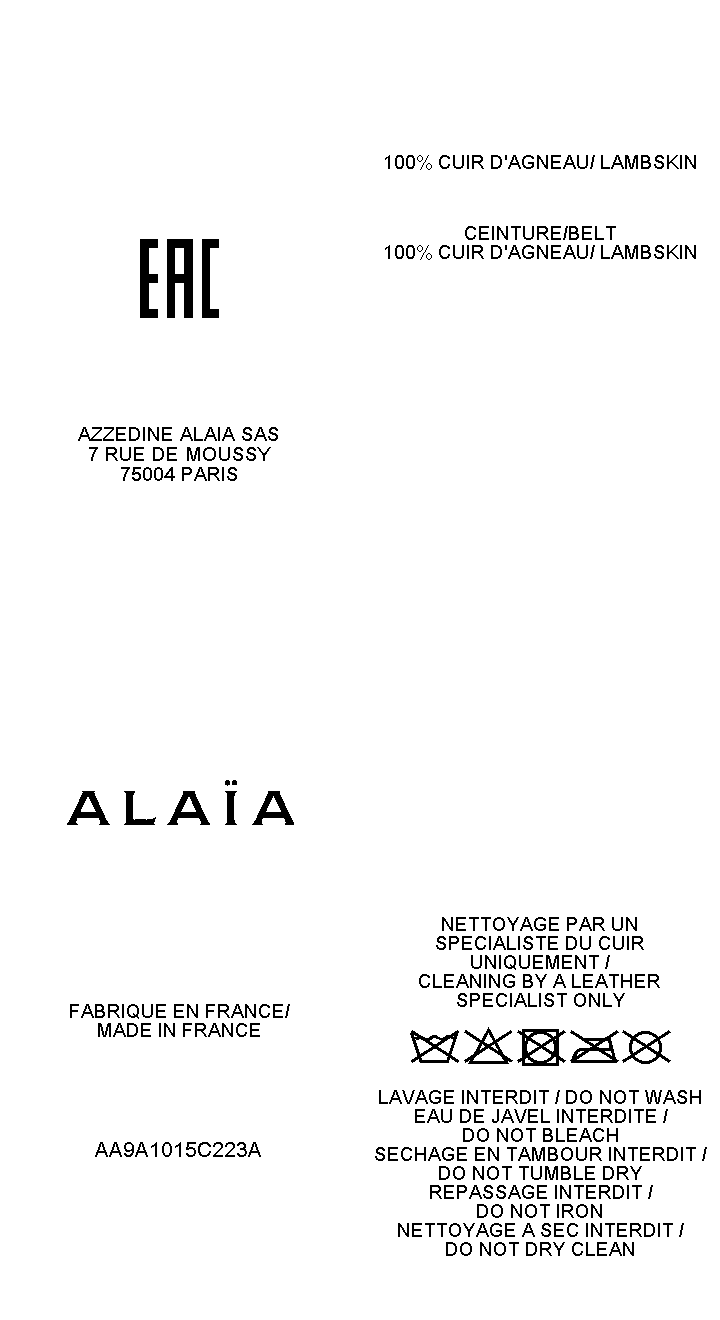 EAC
AZZEDINE ALAIA SAS
7 RUE DE MOUSSY
75004 PARIS
ALAÏA
FABRIQUE EN FRANCE/
MADE IN FRANCE
AA9A1015C223A
100% CUIR D'AGNEAU/ LAMBSKIN
CEINTURE/BELT
100% CUIR D'AGNEAU/ LAMBSKIN
NETTOYAGE PAR UN
SPECIALISTE DU CUIR
UNIQUEMENT /
CLEANING BY A LEATHER
SPECIALIST ONLY
LAVAGE INTERDIT / DO NOT WASH
EAU DE JAVEL INTERDITE /
DO NOT BLEACH
SECHAGE EN TAMBOUR INTERDIT /
DO NOT TUMBLE DRY
REPASSAGE INTERDIT /
DO NOT IRON
NETTOYAGE A SEC INTERDIT /
DO NOT DRY CLEAN